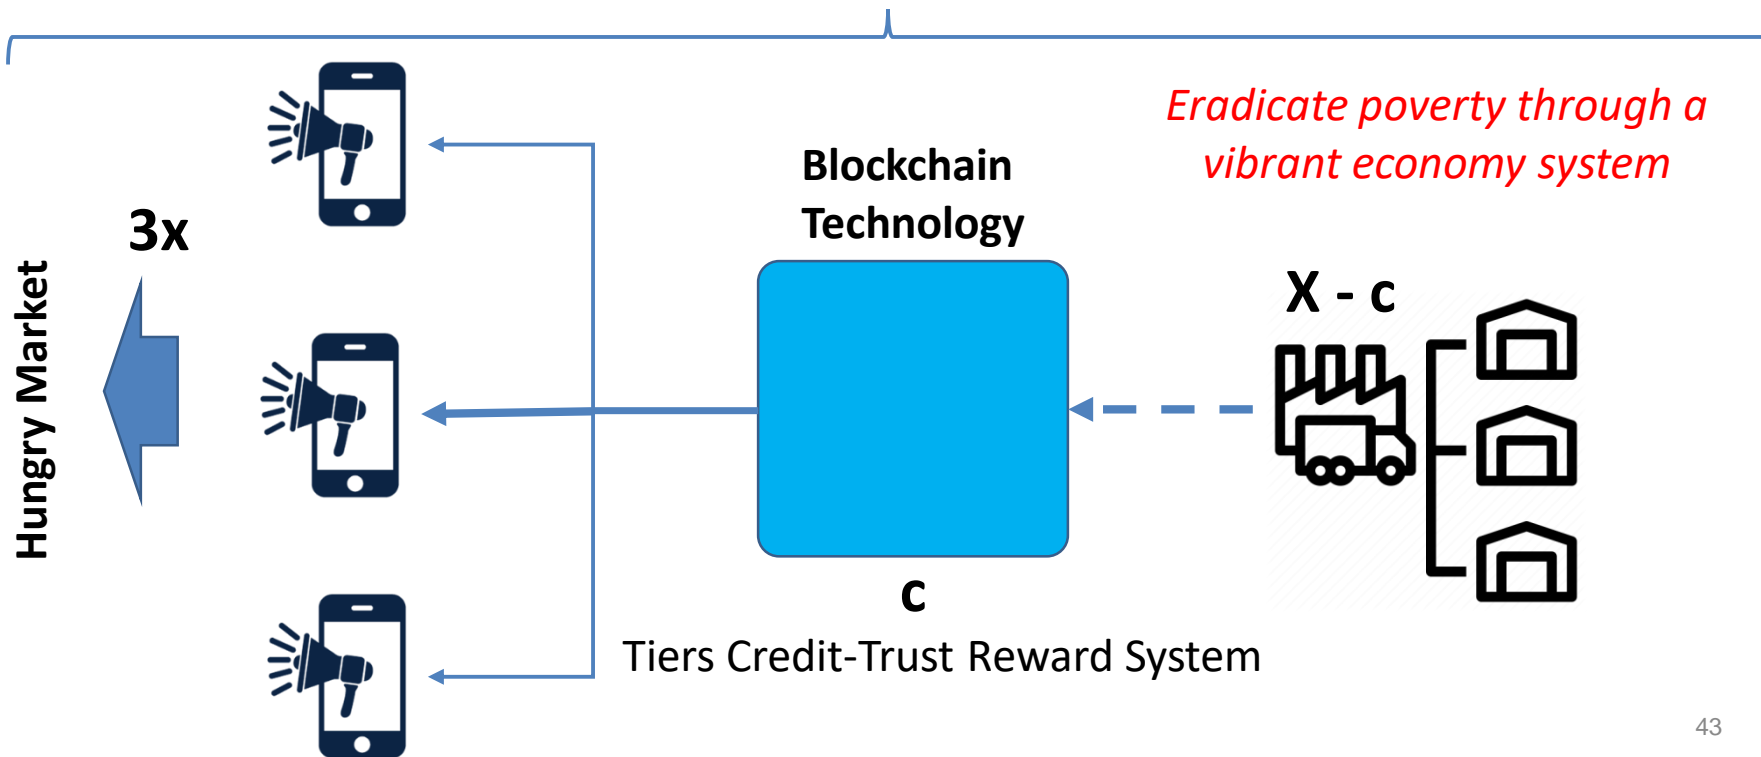 Eradicate poverty through a
vibrant economy system
Blockchain
Technology
3x
Hungry Market
X - c
c
Tiers Credit-Trust Reward System
43